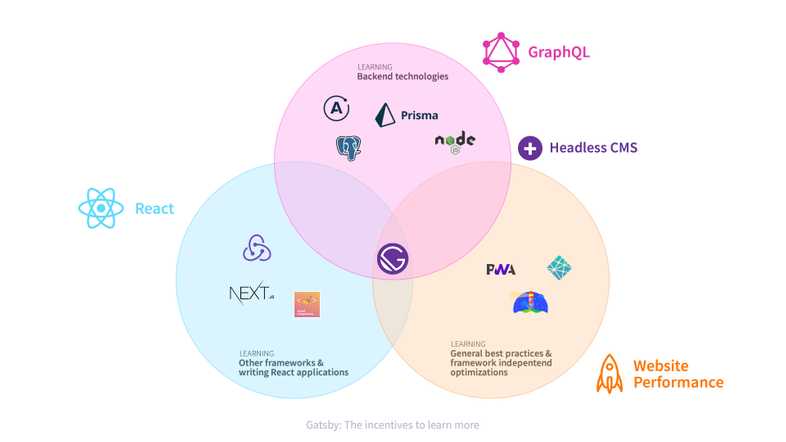 GraphQL
LEARNING
Backend technologies
A
Prisma
node
Headless CMS
React
G
PWA
NEXT.JS
LEARNING
Other frameworks &
writing React applications
LEARNING
General best practices &
framework indepentend
optimizations
Website
Performance
Gatsby: The incentives to learn more